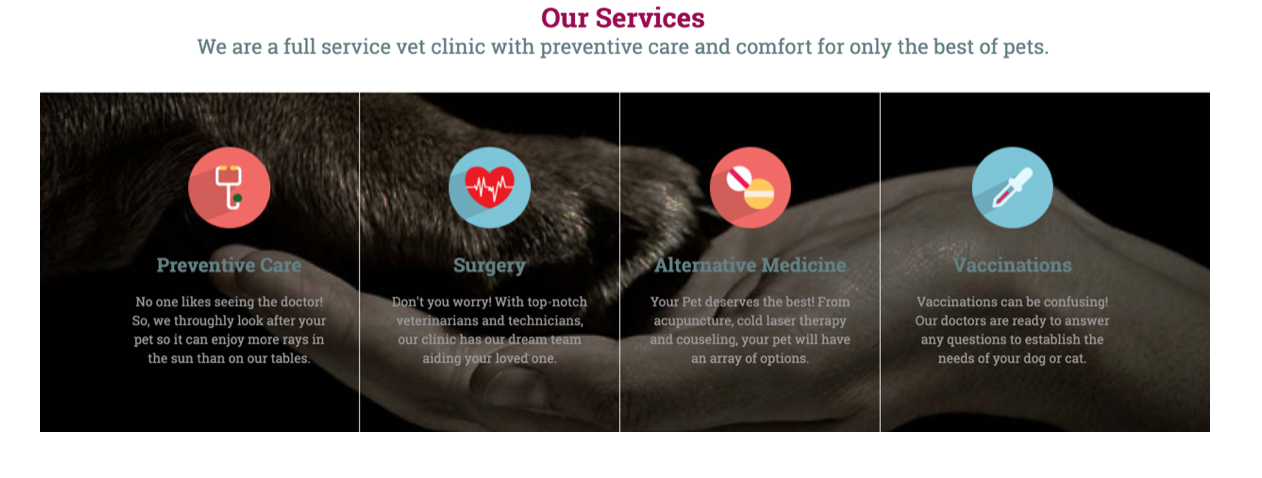 Our Services
We are a full service vet clinic with preventive care and comfort for only the best of pets.
Preventive Care
No one likes seeing the doctor!
So, we throughly look after your
pet so it can enjoy more rays in
the sun than on our tables.
Surgery
Don't you worry! With top-notch
veterinarians and technicians,
our clinic has our dream team
aiding your loved one.
Alternative Medicine
Your Pet deserves the best! From
acupuncture, cold laser therapy
and couseling, your pet will have
an array of options.
Vaccinations
Vaccinations can be confusing!
Our doctors are ready to answer
any questions to establish the
needs of your dog or cat.